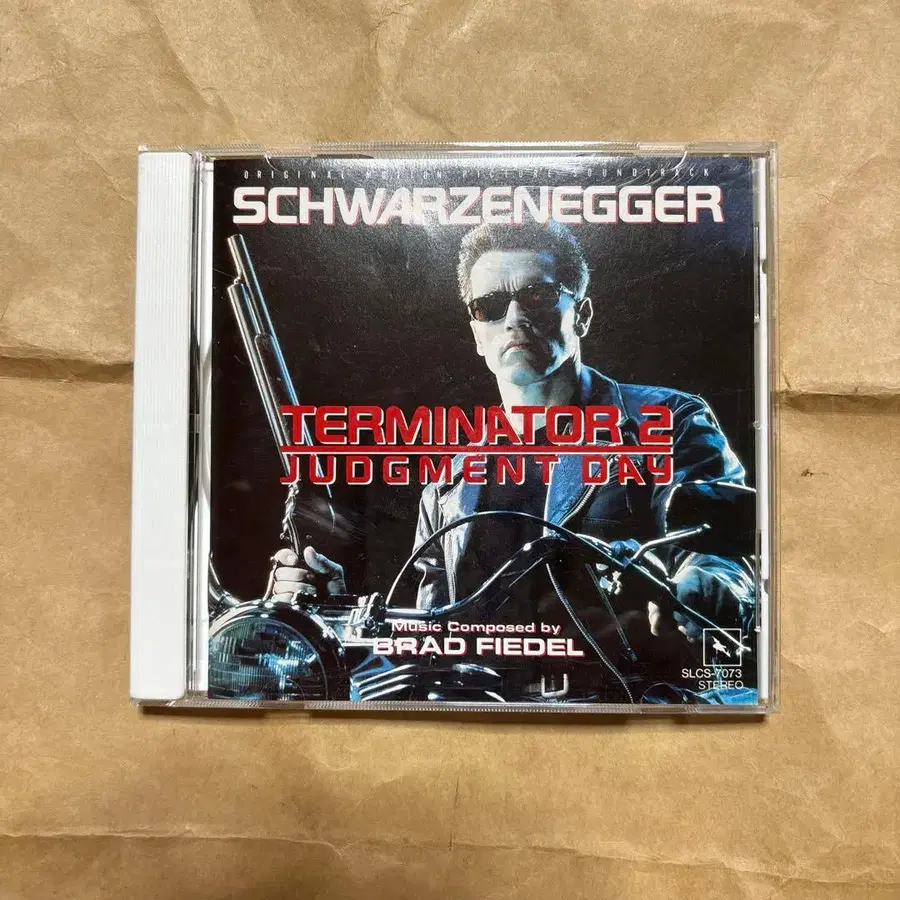 ORIGINAL MOTION PICTURE SOUNDTRACK
SCHWARZENEGGER
TERMINATOR 2
JUDGMENT DAY
Music Composed by
BRAD FIEDEL
SLCS-7073
STEREO